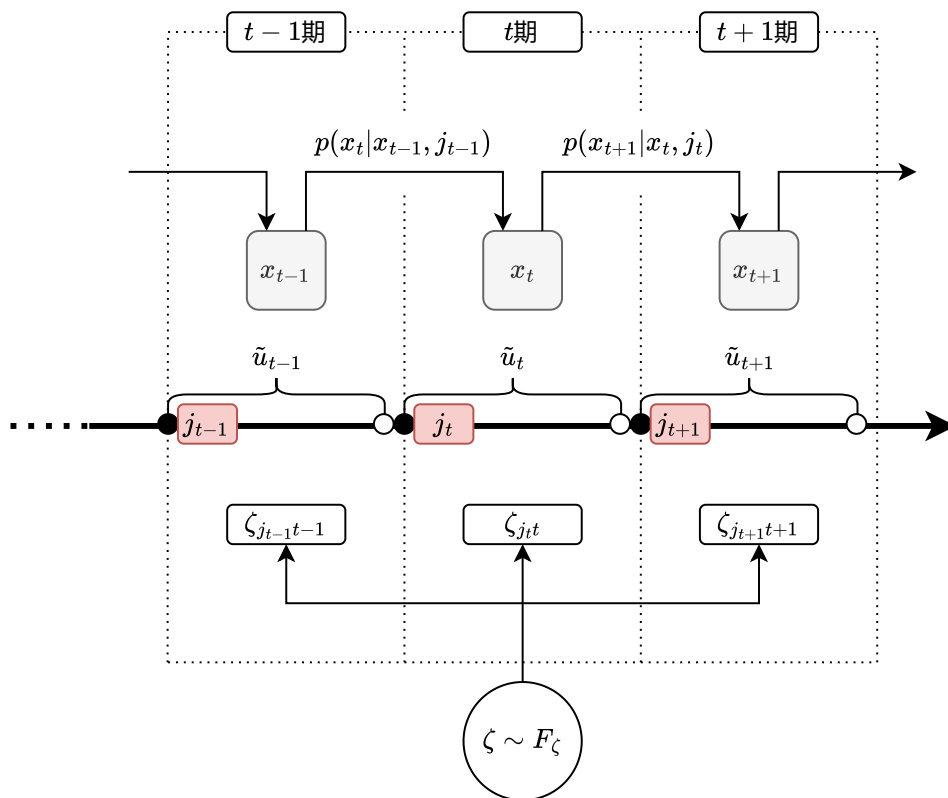 t − 1期
t期
t + 1期
p(x_t|x_{t−1}, j_{t−1})
p(x_{t+1}|x_t, j_t)
x_{t−1}
x_t
x_{t+1}
ũ_{t−1}
ũ_t
ũ_{t+1}
j_{t−1}
j_t
j_{t+1}
ζ_{j_{t−1}t−1}
ζ_{j_t t}
ζ_{j_{t+1}t+1}
ζ ∼ F_ζ